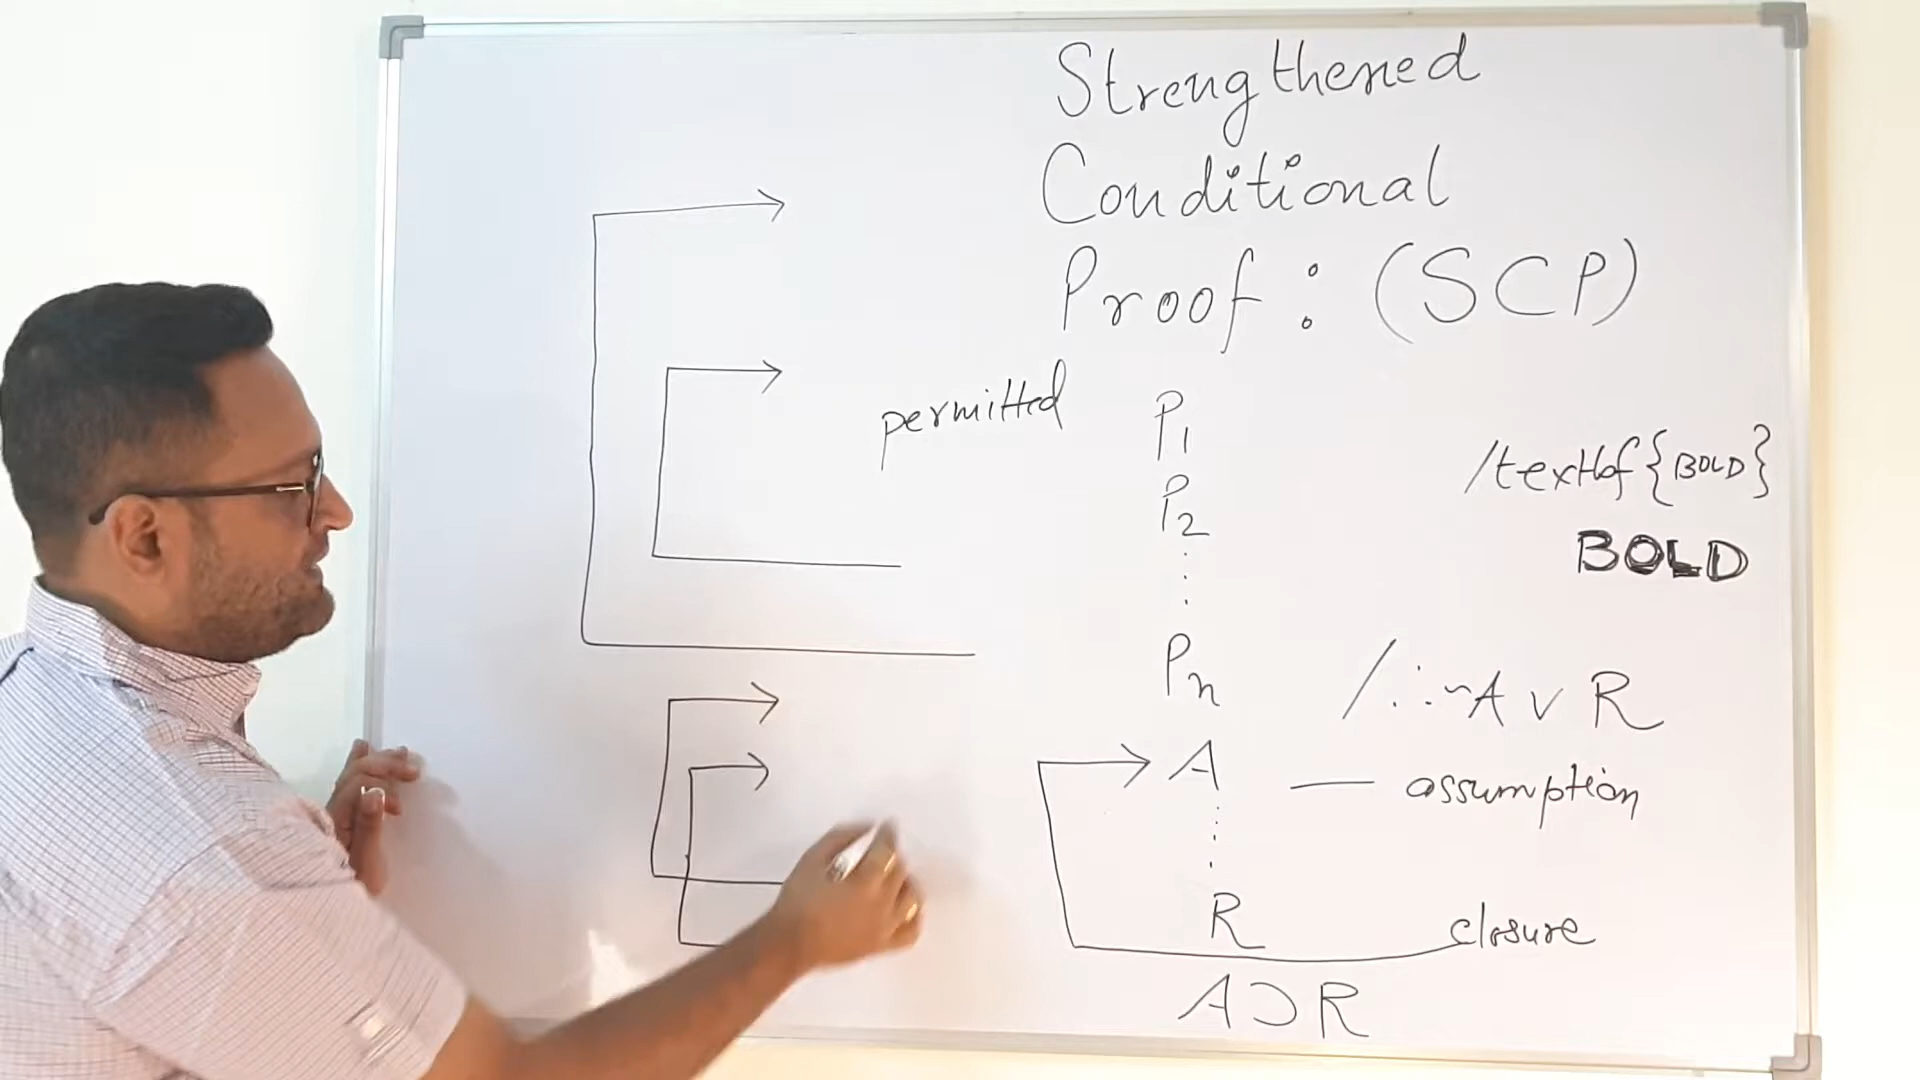 Strengthened
Conditional
Proof : (SCP)
permitted
P1
P2
/textbf{BOLD}
BOLD
Pn /∴ ~A ∨ R
A — assumption
R closure
A ⊃ R